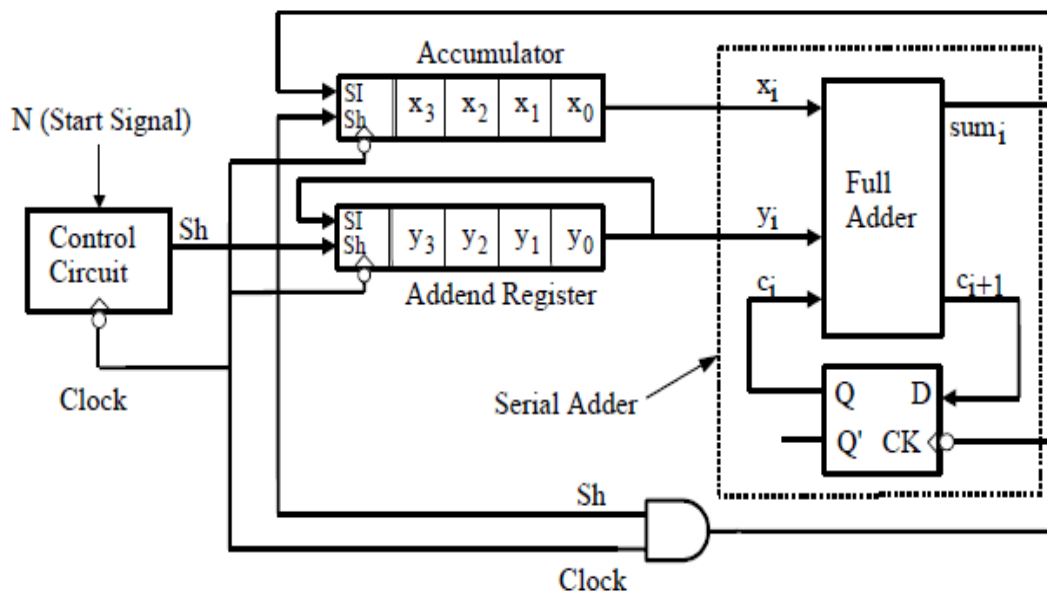 Accumulator
SI
Sh
x3 x2 x1 x0
xi
sumi
N (Start Signal)
Full
Adder
Control
Circuit
Sh
SI
Sh
y3 y2 y1 y0
yi
Addend Register
ci
ci+1
Clock
Serial Adder
Q D
Q' CK
Sh
Clock